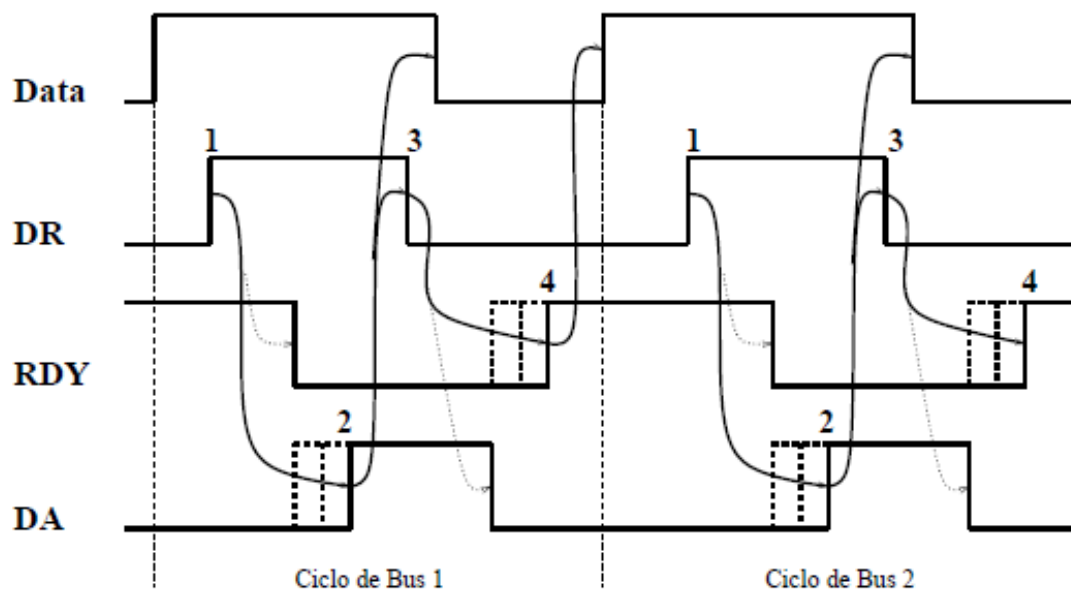 Data
1 3 1 3
DR
4 4
RDY
2 2
DA
Ciclo de Bus 1 Ciclo de Bus 2